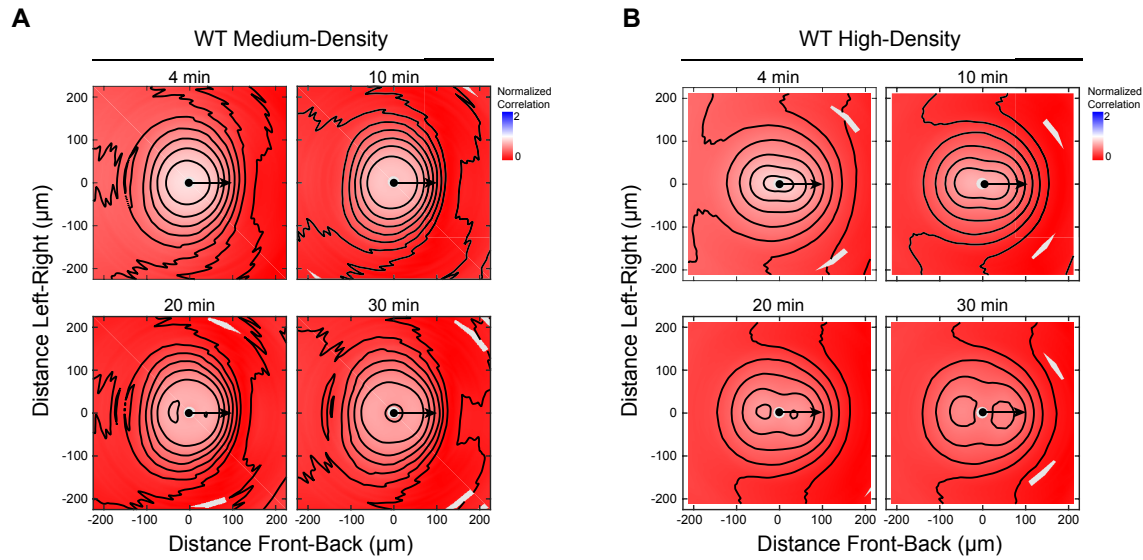 A
WT Medium-Density
4 min
10 min
200
100
0
-100
-200
Normalized
Correlation
2
0
20 min
30 min
200
100
0
-100
-200
-200
-100
0
100
200
-200
-100
0
100
200
Distance Left-Right (µm)
Distance Front-Back (µm)
B
WT High-Density
4 min
10 min
200
100
0
-100
-200
Normalized
Correlation
2
0
20 min
30 min
200
100
0
-100
-200
-200
-100
0
100
200
-200
-100
0
100
200
Distance Left-Right (µm)
Distance Front-Back (µm)